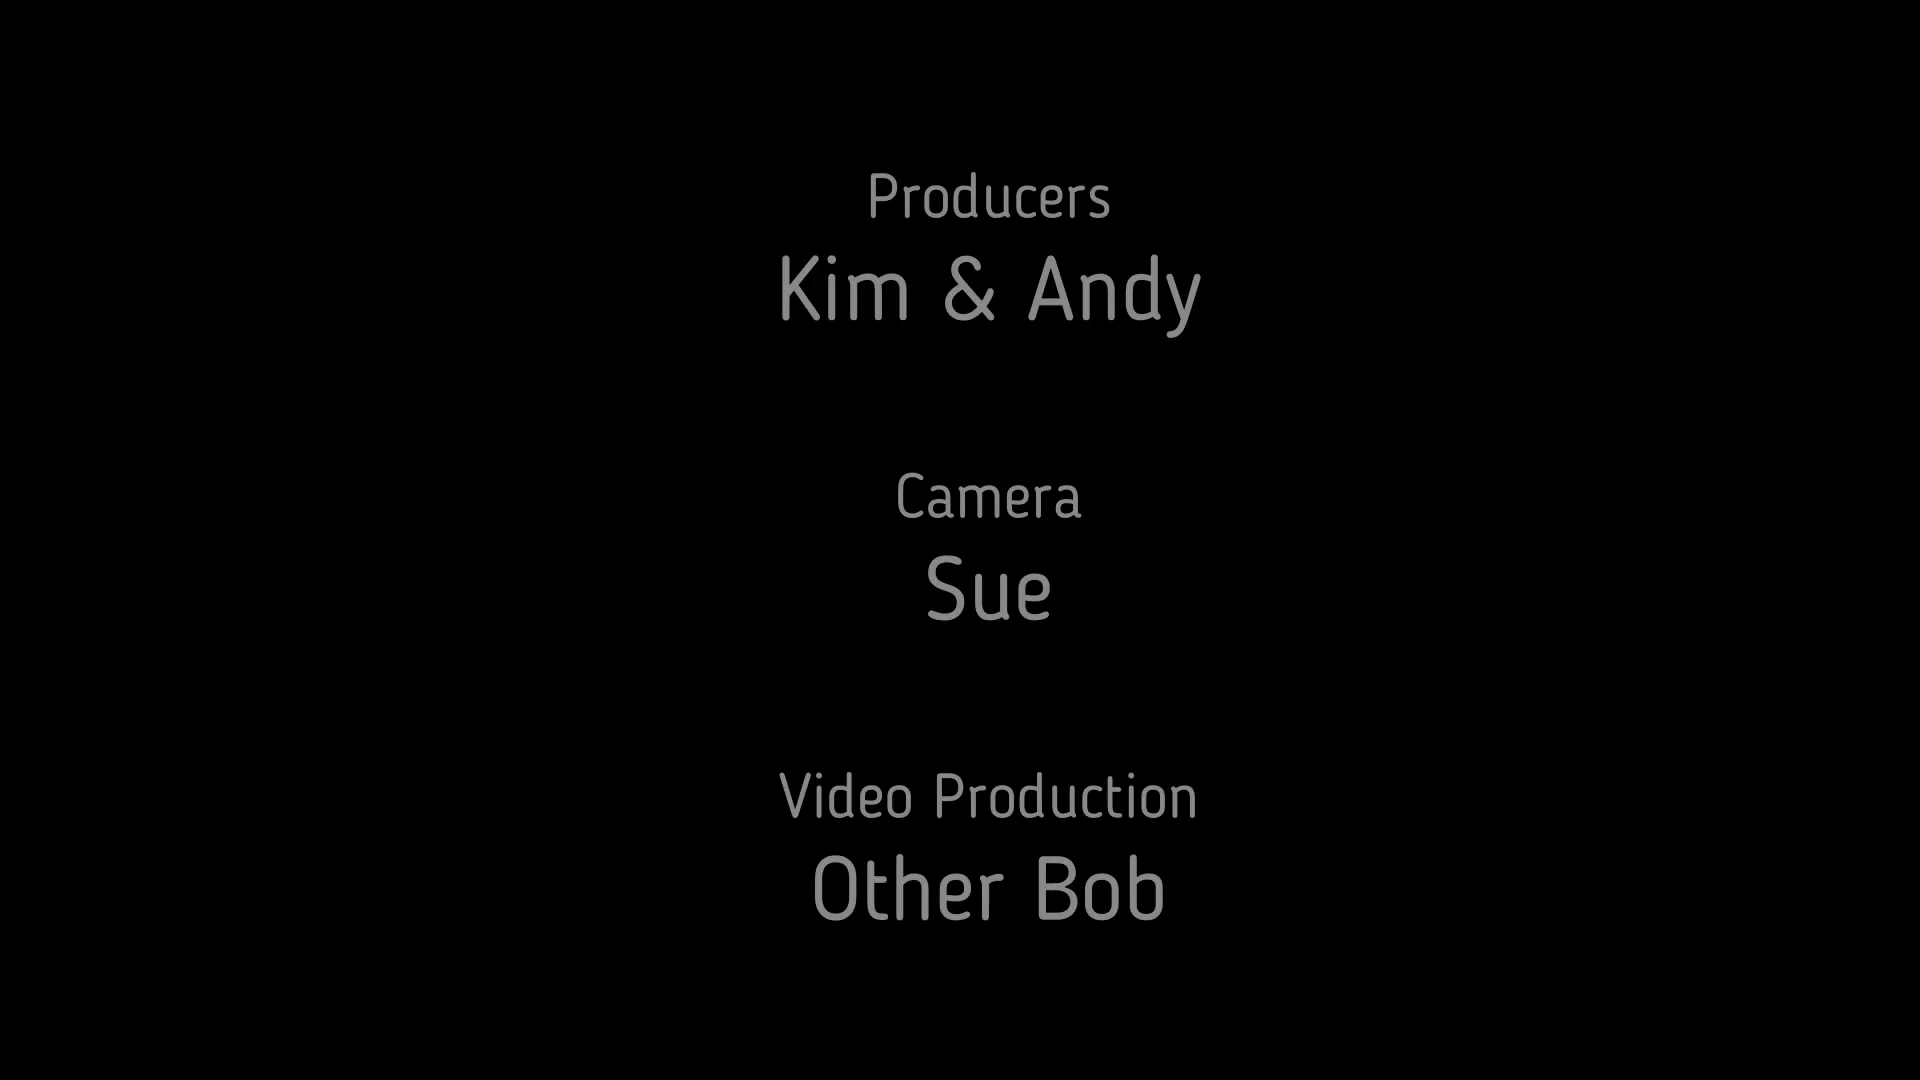 Producers
Kim & Andy
Camera
Sue
Video Production
Other Bob